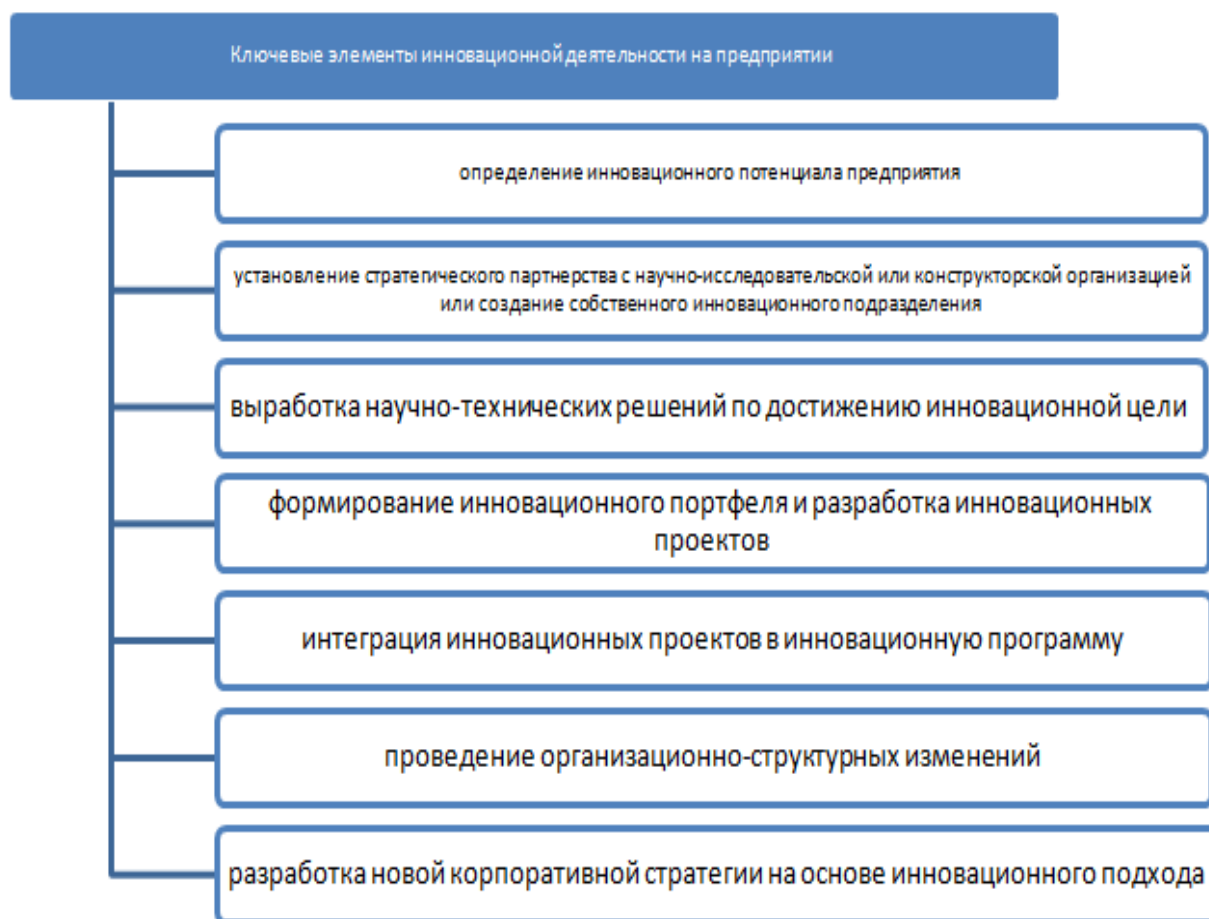 Ключевые элементы инновационной деятельности на предприятии
определение инновационного потенциала предприятия
установление стратегического партнерства с научно-исследовательской или конструкторской организацией
или создание собственного инновационного подразделения
выработка научно-технических решений по достижению инновационной цели
формирование инновационного портфеля и разработка инновационных
проектов
интеграция инновационных проектов в инновационную программу
проведение организационно-структурных изменений
разработка новой корпоративной стратегии на основе инновационного подхода